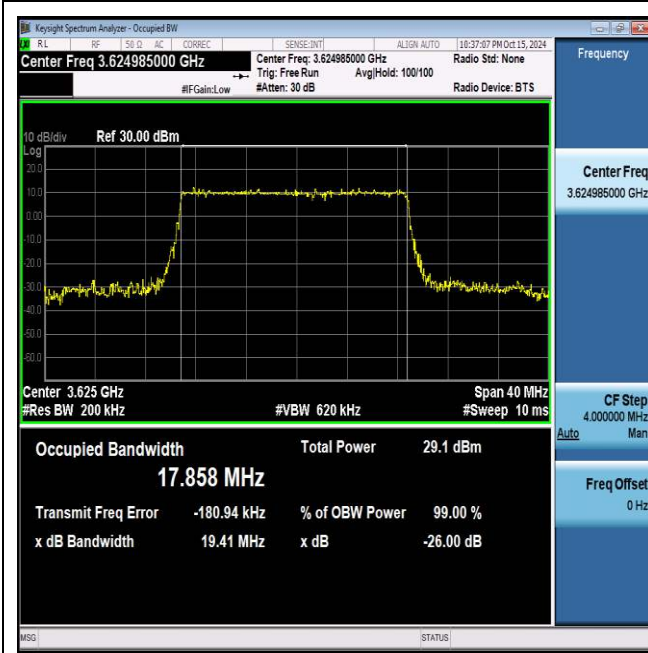 Keysight Spectrum Analyzer - Occupied BW
RL RF 50 Ω AC CORREC SENSE:INT ALIGN AUTO 10:37:07 PM Oct 15, 2024
Center Freq 3.624985000 GHz
Center Freq: 3.624985000 GHz Radio Std: None
Trig: Free Run Avg|Hold: 100/100
#IFGain:Low #Atten: 30 dB Radio Device: BTS
10 dB/div Ref 30.00 dBm
Log
20.0
10.0
0.00
-10.0
-20.0
-30.0
-40.0
-50.0
-60.0
Center 3.625 GHz Span 40 MHz
#Res BW 200 kHz #VBW 620 kHz #Sweep 10 ms
Occupied Bandwidth Total Power 29.1 dBm
17.858 MHz
Transmit Freq Error -180.94 kHz % of OBW Power 99.00 %
x dB Bandwidth 19.41 MHz x dB -26.00 dB
MSG STATUS
Frequency
Center Freq
3.624985000 GHz
CF Step
4.000000 MHz
Auto Man
Freq Offset
0 Hz